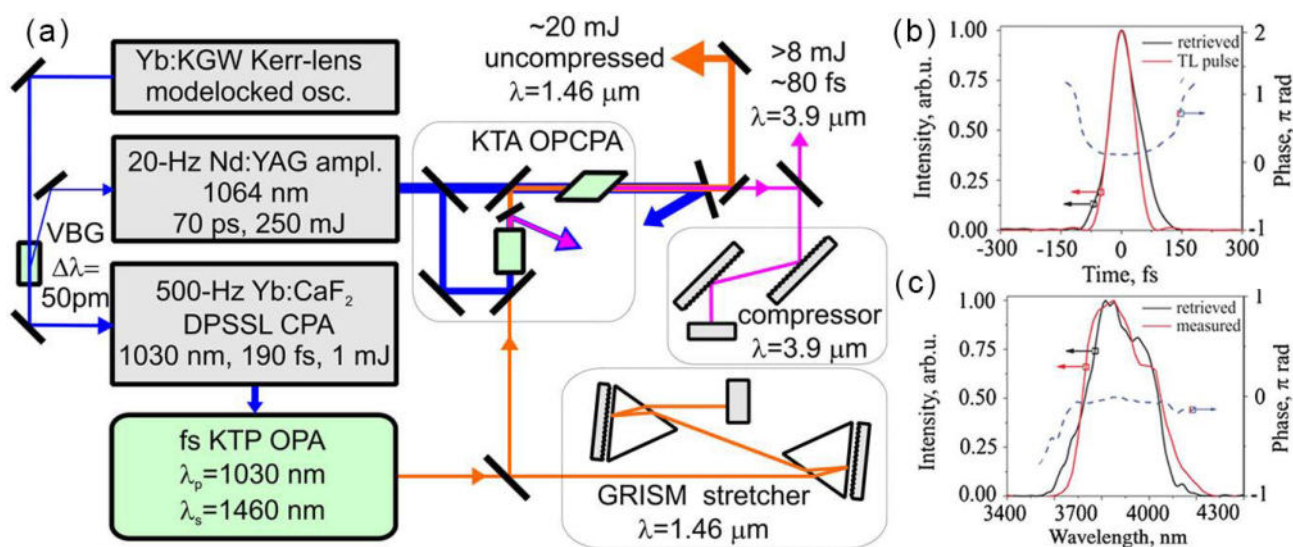 (a)
Yb:KGW Kerr-lens
modelocked osc.
20-Hz Nd:YAG ampl.
1064 nm
70 ps, 250 mJ
VBG
Δλ=
50pm
500-Hz Yb:CaF₂
DPSSL CPA
1030 nm, 190 fs, 1 mJ
fs KTP OPA
λₚ=1030 nm
λₛ=1460 nm
~20 mJ
uncompressed
λ=1.46 μm
>8 mJ
~80 fs
λ=3.9 μm
KTA OPCPA
compressor
λ=3.9 μm
GRISM stretcher
λ=1.46 μm
(b)
Intensity, arb.u.
1.00
0.75
0.50
0.25
0.00
retrieved
TL pulse
2
1
0
-1
Phase, π rad
-300 -150 0 150 300
Time, fs
(c)
Intensity, arb.u.
1.00
0.75
0.50
0.25
0.00
retrieved
measured
1
0
-1
Phase, π rad
3400 3700 4000 4300
Wavelength, nm